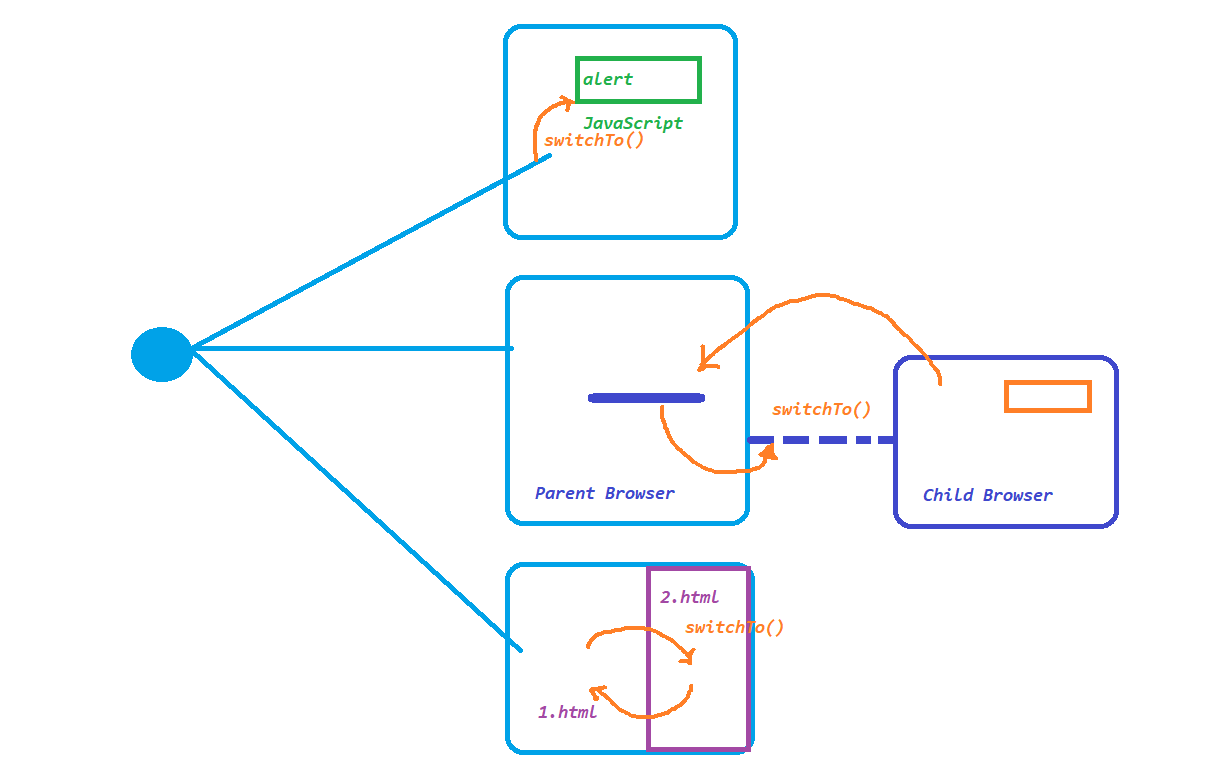 alert
JavaScript
switchTo()
switchTo()
Parent Browser
Child Browser
2.html
switchTo()
1.html